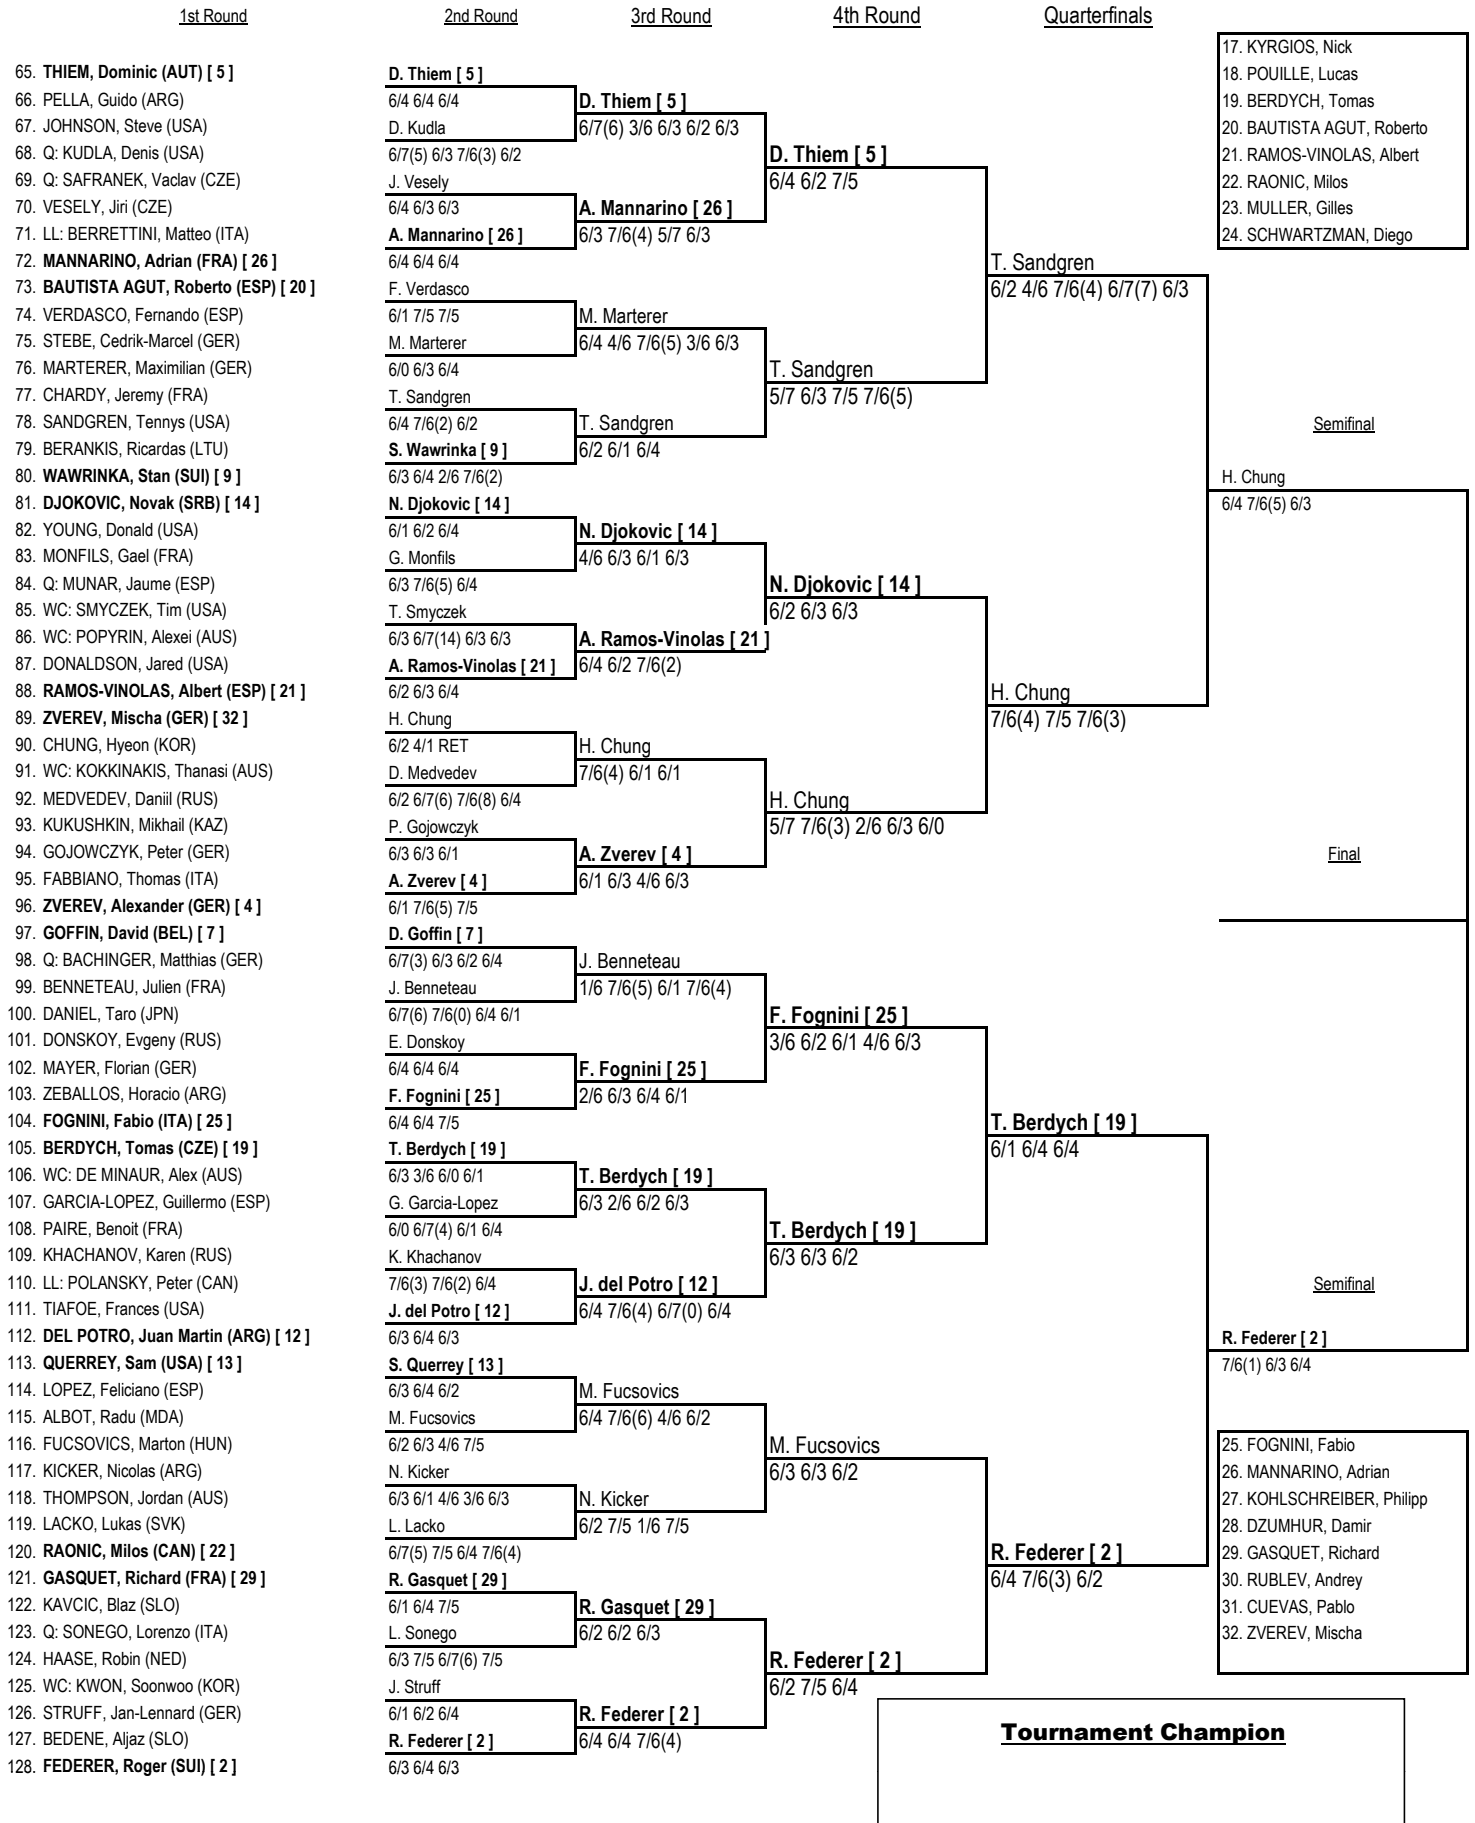 1st Round
2nd Round
3rd Round
4th Round
Quarterfinals
65. THIEM, Dominic (AUT) [ 5 ]
66. PELLA, Guido (ARG)
67. JOHNSON, Steve (USA)
68. Q: KUDLA, Denis (USA)
69. Q: SAFRANEK, Vaclav (CZE)
70. VESELY, Jiri (CZE)
71. LL: BERRETTINI, Matteo (ITA)
72. MANNARINO, Adrian (FRA) [ 26 ]
73. BAUTISTA AGUT, Roberto (ESP) [ 20 ]
74. VERDASCO, Fernando (ESP)
75. STEBE, Cedrik-Marcel (GER)
76. MARTERER, Maximilian (GER)
77. CHARDY, Jeremy (FRA)
78. SANDGREN, Tennys (USA)
79. BERANKIS, Ricardas (LTU)
80. WAWRINKA, Stan (SUI) [ 9 ]
81. DJOKOVIC, Novak (SRB) [ 14 ]
82. YOUNG, Donald (USA)
83. MONFILS, Gael (FRA)
84. Q: MUNAR, Jaume (ESP)
85. WC: SMYCZEK, Tim (USA)
86. WC: POPYRIN, Alexei (AUS)
87. DONALDSON, Jared (USA)
88. RAMOS-VINOLAS, Albert (ESP) [ 21 ]
89. ZVEREV, Mischa (GER) [ 32 ]
90. CHUNG, Hyeon (KOR)
91. WC: KOKKINAKIS, Thanasi (AUS)
92. MEDVEDEV, Daniil (RUS)
93. KUKUSHKIN, Mikhail (KAZ)
94. GOJOWCZYK, Peter (GER)
95. FABBIANO, Thomas (ITA)
96. ZVEREV, Alexander (GER) [ 4 ]
97. GOFFIN, David (BEL) [ 7 ]
98. Q: BACHINGER, Matthias (GER)
99. BENNETEAU, Julien (FRA)
100. DANIEL, Taro (JPN)
101. DONSKOY, Evgeny (RUS)
102. MAYER, Florian (GER)
103. ZEBALLOS, Horacio (ARG)
104. FOGNINI, Fabio (ITA) [ 25 ]
105. BERDYCH, Tomas (CZE) [ 19 ]
106. WC: DE MINAUR, Alex (AUS)
107. GARCIA-LOPEZ, Guillermo (ESP)
108. PAIRE, Benoit (FRA)
109. KHACHANOV, Karen (RUS)
110. LL: POLANSKY, Peter (CAN)
111. TIAFOE, Frances (USA)
112. DEL POTRO, Juan Martin (ARG) [ 12 ]
113. QUERREY, Sam (USA) [ 13 ]
114. LOPEZ, Feliciano (ESP)
115. ALBOT, Radu (MDA)
116. FUCSOVICS, Marton (HUN)
117. KICKER, Nicolas (ARG)
118. THOMPSON, Jordan (AUS)
119. LACKO, Lukas (SVK)
120. RAONIC, Milos (CAN) [ 22 ]
121. GASQUET, Richard (FRA) [ 29 ]
122. KAVCIC, Blaz (SLO)
123. Q: SONEGO, Lorenzo (ITA)
124. HAASE, Robin (NED)
125. WC: KWON, Soonwoo (KOR)
126. STRUFF, Jan-Lennard (GER)
127. BEDENE, Aljaz (SLO)
128. FEDERER, Roger (SUI) [ 2 ]
D. Thiem [ 5 ]
6/4 6/4 6/4
D. Kudla
6/7(5) 6/3 7/6(3) 6/2
J. Vesely
6/4 6/3 6/3
A. Mannarino [ 26 ]
6/4 6/4 6/4
F. Verdasco
6/1 7/5 7/5
M. Marterer
6/0 6/3 6/4
T. Sandgren
6/4 7/6(2) 6/2
S. Wawrinka [ 9 ]
6/3 6/4 2/6 7/6(2)
N. Djokovic [ 14 ]
6/1 6/2 6/4
G. Monfils
6/3 7/6(5) 6/4
T. Smyczek
6/3 6/7(14) 6/3 6/3
A. Ramos-Vinolas [ 21 ]
6/2 6/3 6/4
H. Chung
6/2 4/1 RET
D. Medvedev
6/2 6/7(6) 7/6(8) 6/4
P. Gojowczyk
6/3 6/3 6/1
A. Zverev [ 4 ]
6/1 7/6(5) 7/5
D. Goffin [ 7 ]
6/7(3) 6/3 6/2 6/4
J. Benneteau
6/7(6) 7/6(0) 6/4 6/1
E. Donskoy
6/4 6/4 6/4
F. Fognini [ 25 ]
6/4 6/4 7/5
T. Berdych [ 19 ]
6/3 3/6 6/0 6/1
G. Garcia-Lopez
6/0 6/7(4) 6/1 6/4
K. Khachanov
7/6(3) 7/6(2) 6/4
J. del Potro [ 12 ]
6/3 6/4 6/3
S. Querrey [ 13 ]
6/3 6/4 6/2
M. Fucsovics
6/2 6/3 4/6 7/5
N. Kicker
6/3 6/1 4/6 3/6 6/3
L. Lacko
6/7(5) 7/5 6/4 7/6(4)
R. Gasquet [ 29 ]
6/1 6/4 7/5
L. Sonego
6/3 7/5 6/7(6) 7/5
J. Struff
6/1 6/2 6/4
R. Federer [ 2 ]
6/3 6/4 6/3
D. Thiem [ 5 ]
6/7(6) 3/6 6/3 6/2 6/3
A. Mannarino [ 26 ]
6/3 7/6(4) 5/7 6/3
M. Marterer
6/4 4/6 7/6(5) 3/6 6/3
T. Sandgren
6/2 6/1 6/4
N. Djokovic [ 14 ]
4/6 6/3 6/1 6/3
A. Ramos-Vinolas [ 21 ]
6/4 6/2 7/6(2)
H. Chung
7/6(4) 6/1 6/1
A. Zverev [ 4 ]
6/1 6/3 4/6 6/3
J. Benneteau
1/6 7/6(5) 6/1 7/6(4)
F. Fognini [ 25 ]
2/6 6/3 6/4 6/1
T. Berdych [ 19 ]
6/3 2/6 6/2 6/3
J. del Potro [ 12 ]
6/4 7/6(4) 6/7(0) 6/4
M. Fucsovics
6/4 7/6(6) 4/6 6/2
N. Kicker
6/2 7/5 1/6 7/5
R. Gasquet [ 29 ]
6/2 6/2 6/3
R. Federer [ 2 ]
6/4 6/4 7/6(4)
D. Thiem [ 5 ]
6/4 6/2 7/5
T. Sandgren
5/7 6/3 7/5 7/6(5)
N. Djokovic [ 14 ]
6/2 6/3 6/3
H. Chung
5/7 7/6(3) 2/6 6/3 6/0
F. Fognini [ 25 ]
3/6 6/2 6/1 4/6 6/3
T. Berdych [ 19 ]
6/3 6/3 6/2
M. Fucsovics
6/3 6/3 6/2
R. Federer [ 2 ]
6/2 7/5 6/4
T. Sandgren
6/2 4/6 7/6(4) 6/7(7) 6/3
H. Chung
7/6(4) 7/5 7/6(3)
T. Berdych [ 19 ]
6/1 6/4 6/4
R. Federer [ 2 ]
6/4 7/6(3) 6/2
17. KYRGIOS, Nick
18. POUILLE, Lucas
19. BERDYCH, Tomas
20. BAUTISTA AGUT, Roberto
21. RAMOS-VINOLAS, Albert
22. RAONIC, Milos
23. MULLER, Gilles
24. SCHWARTZMAN, Diego
Semifinal
H. Chung
6/4 7/6(5) 6/3
Final
Semifinal
R. Federer [ 2 ]
7/6(1) 6/3 6/4
25. FOGNINI, Fabio
26. MANNARINO, Adrian
27. KOHLSCHREIBER, Philipp
28. DZUMHUR, Damir
29. GASQUET, Richard
30. RUBLEV, Andrey
31. CUEVAS, Pablo
32. ZVEREV, Mischa
Tournament Champion